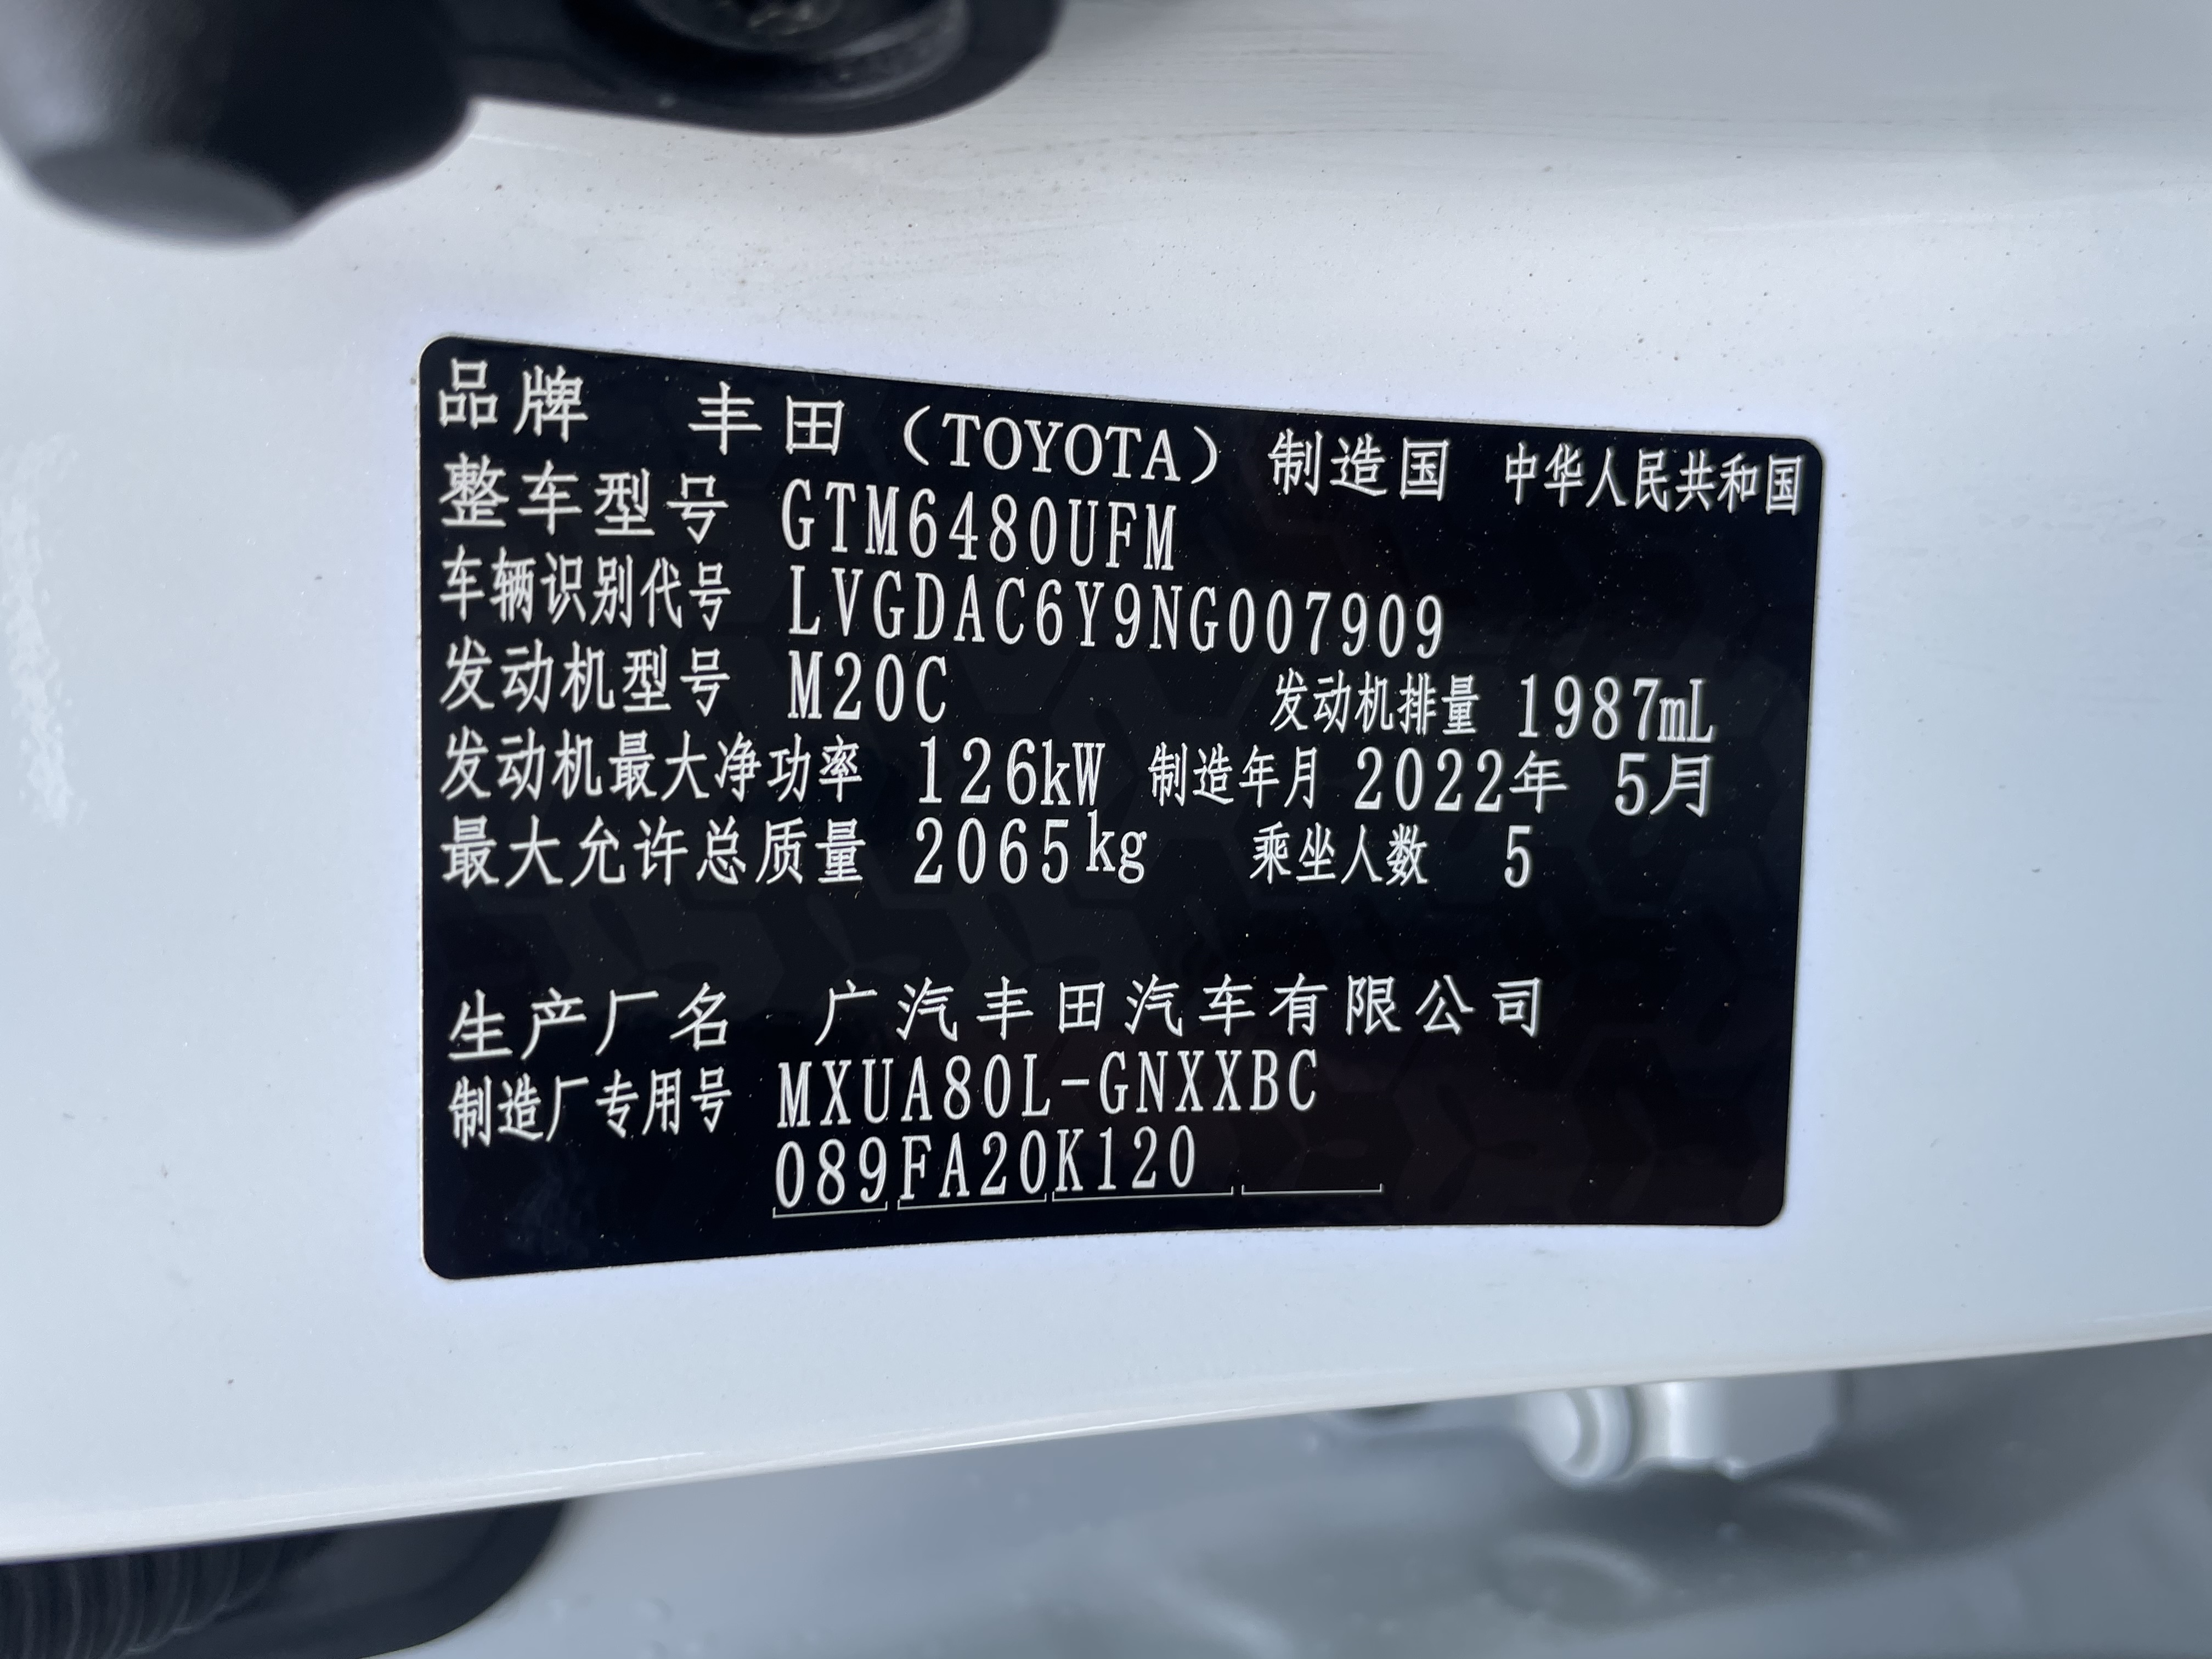 品牌 丰田（TOYOTA）制造国 中华人民共和国
整车型号 GTM6480UFM
车辆识别代号 LVGDAC6Y9NG007909
发动机型号 M20C 发动机排量 1987mL
发动机最大净功率 126kW 制造年月 2022年 5月
最大允许总质量 2065kg 乘坐人数 5
生产厂名 广汽丰田汽车有限公司
制造厂专用号 MXUA80L-GNXXBC
089FA20K120